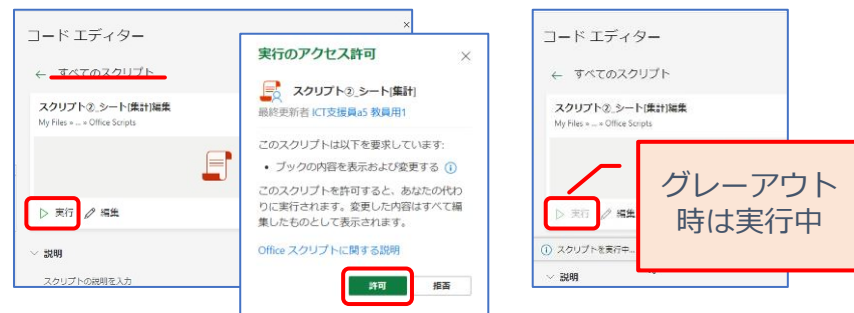 コード エディター
×
← すべてのスクリプト
スクリプト②_シート[集計]編集
My Files » ... » Office Scripts
▷ 実行 編集
説明
スクリプトの説明を入力
実行のアクセス許可 ×
スクリプト②_シート[集計]
最終更新者 ICT支援員a5 教員用1
このスクリプトは以下を要求しています:
• ブックの内容を表示および変更する
このスクリプトを許可すると、あなたの代わ
りに実行されます。変更した内容はすべて編
集したものとして表示されます。
Office スクリプトに関する説明
許可 拒否
コード エディター
← すべてのスクリプト
スクリプト②_シート[集計]編集
My Files » ... » Office Scripts
▷ 実行 編集
スクリプトを実行中...
説明
グレーアウト
時は実行中